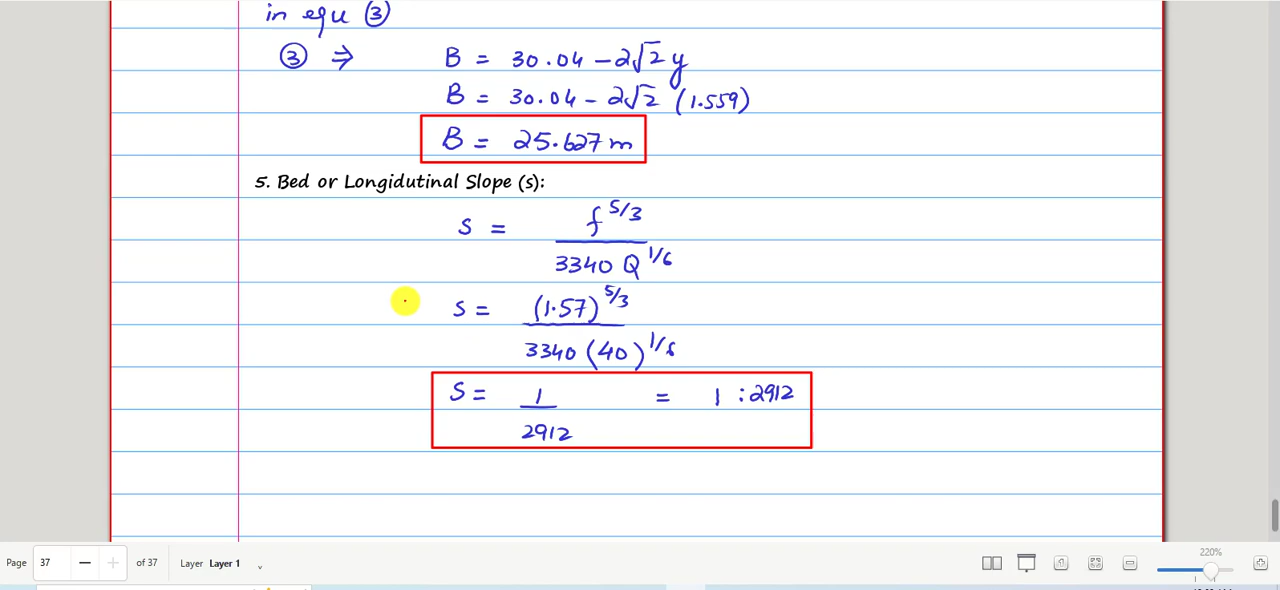 in equ ③
③ ⇒ B = 30.04 - 2√2 y
B = 30.04 - 2√2 (1.559)
B = 25.627 m
5. Bed or Longidutinal Slope (s):
S = f^5/3 / 3340 Q^1/6
S = (1.57)^5/3 / 3340 (40)^1/6
S = 1/2912 = 1 : 2912
Page 37 of 37 Layer Layer 1 220%